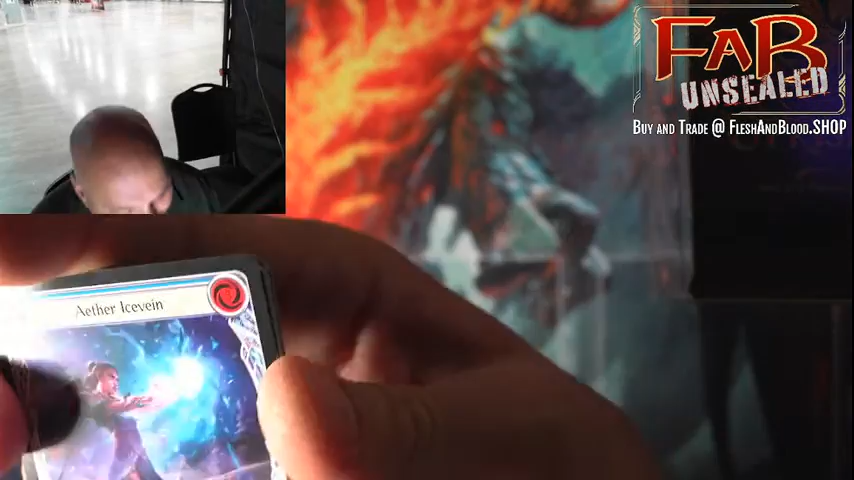 FAB
UNSEALED
BUY AND TRADE @ FLESHANDBLOOD.SHOP
Aether Icevein